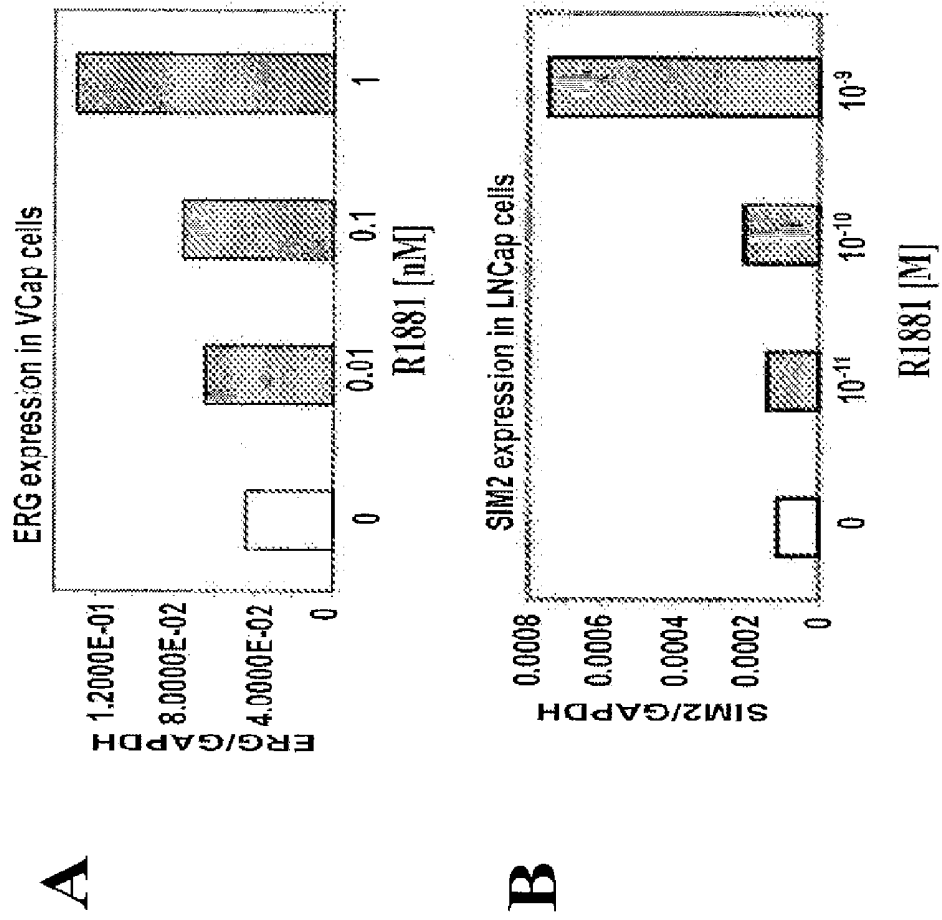 A
ERG expression in VCap cells
ERG/GAPDH
1.2000E-01
8.0000E-02
4.0000E-02
0
0 0.01 0.1 1
R1881 [nM]
B
SIM2 expression in LNCap cells
SIM2/GAPDH
0.0008
0.0006
0.0004
0.0002
0
0 10⁻¹¹ 10⁻¹⁰ 10⁻⁹
R1881 [M]